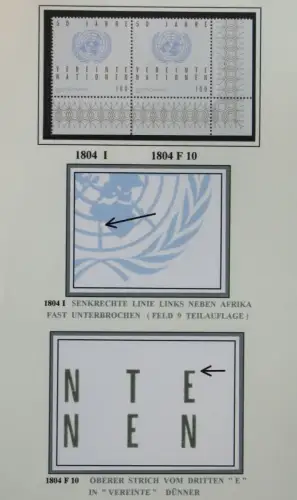 50 JAHRE 50 JAHRE
VEREINTE VEREINTE
NATIONEN NATIONEN
100 100
1804 I 1804 F 10
1804 I SENKRECHTE LINIE LINKS NEBEN AFRIKA
FAST UNTERBROCHEN ( FELD 9 TEILAUFLAGE )
N T E
N E N
1804 F 10 OBERER STRICH VOM DRITTEN " E "
IN " VEREINTE " DÜNNER